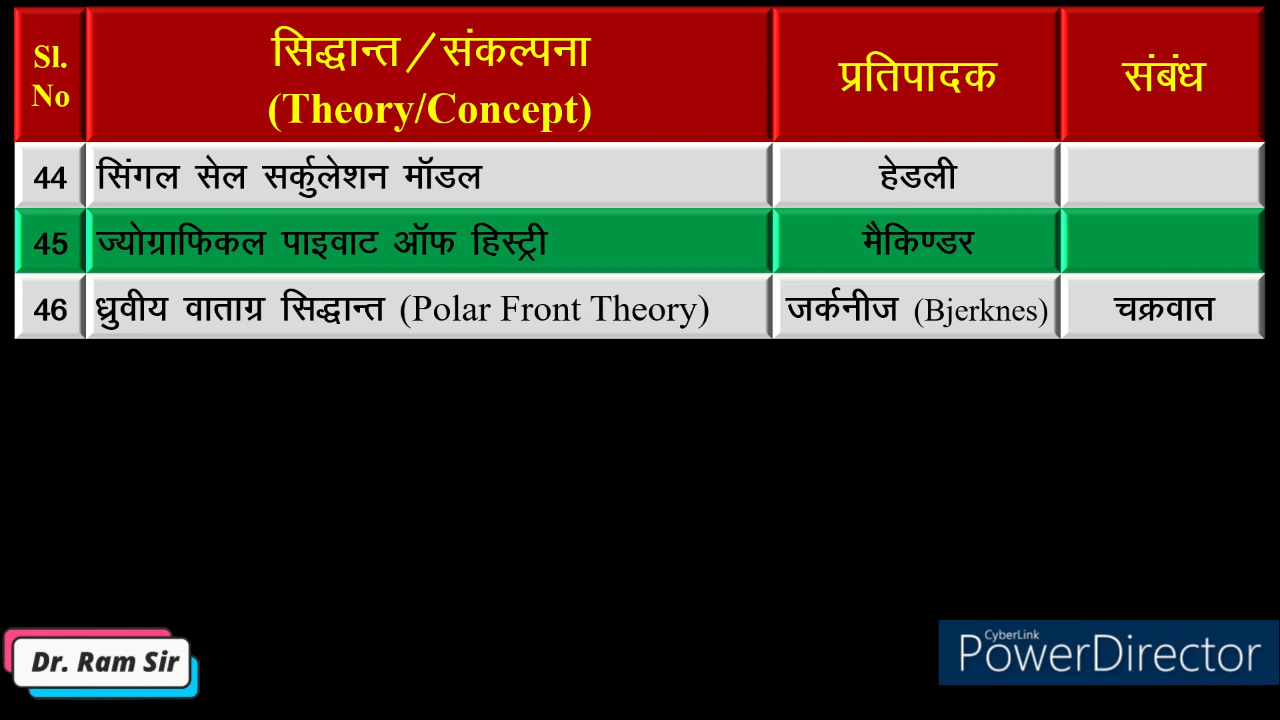 Sl. No सिद्धान्त/संकल्पना (Theory/Concept) प्रतिपादक संबंध
44 सिंगल सेल सर्कुलेशन मॉडल हेडली
45 ज्योग्राफिकल पाइवाट ऑफ हिस्ट्री मैकिण्डर
46 ध्रुवीय वाताग्र सिद्धान्त (Polar Front Theory) जर्कनीज (Bjerknes) चक्रवात
Dr. Ram Sir
CyberLink
PowerDirector